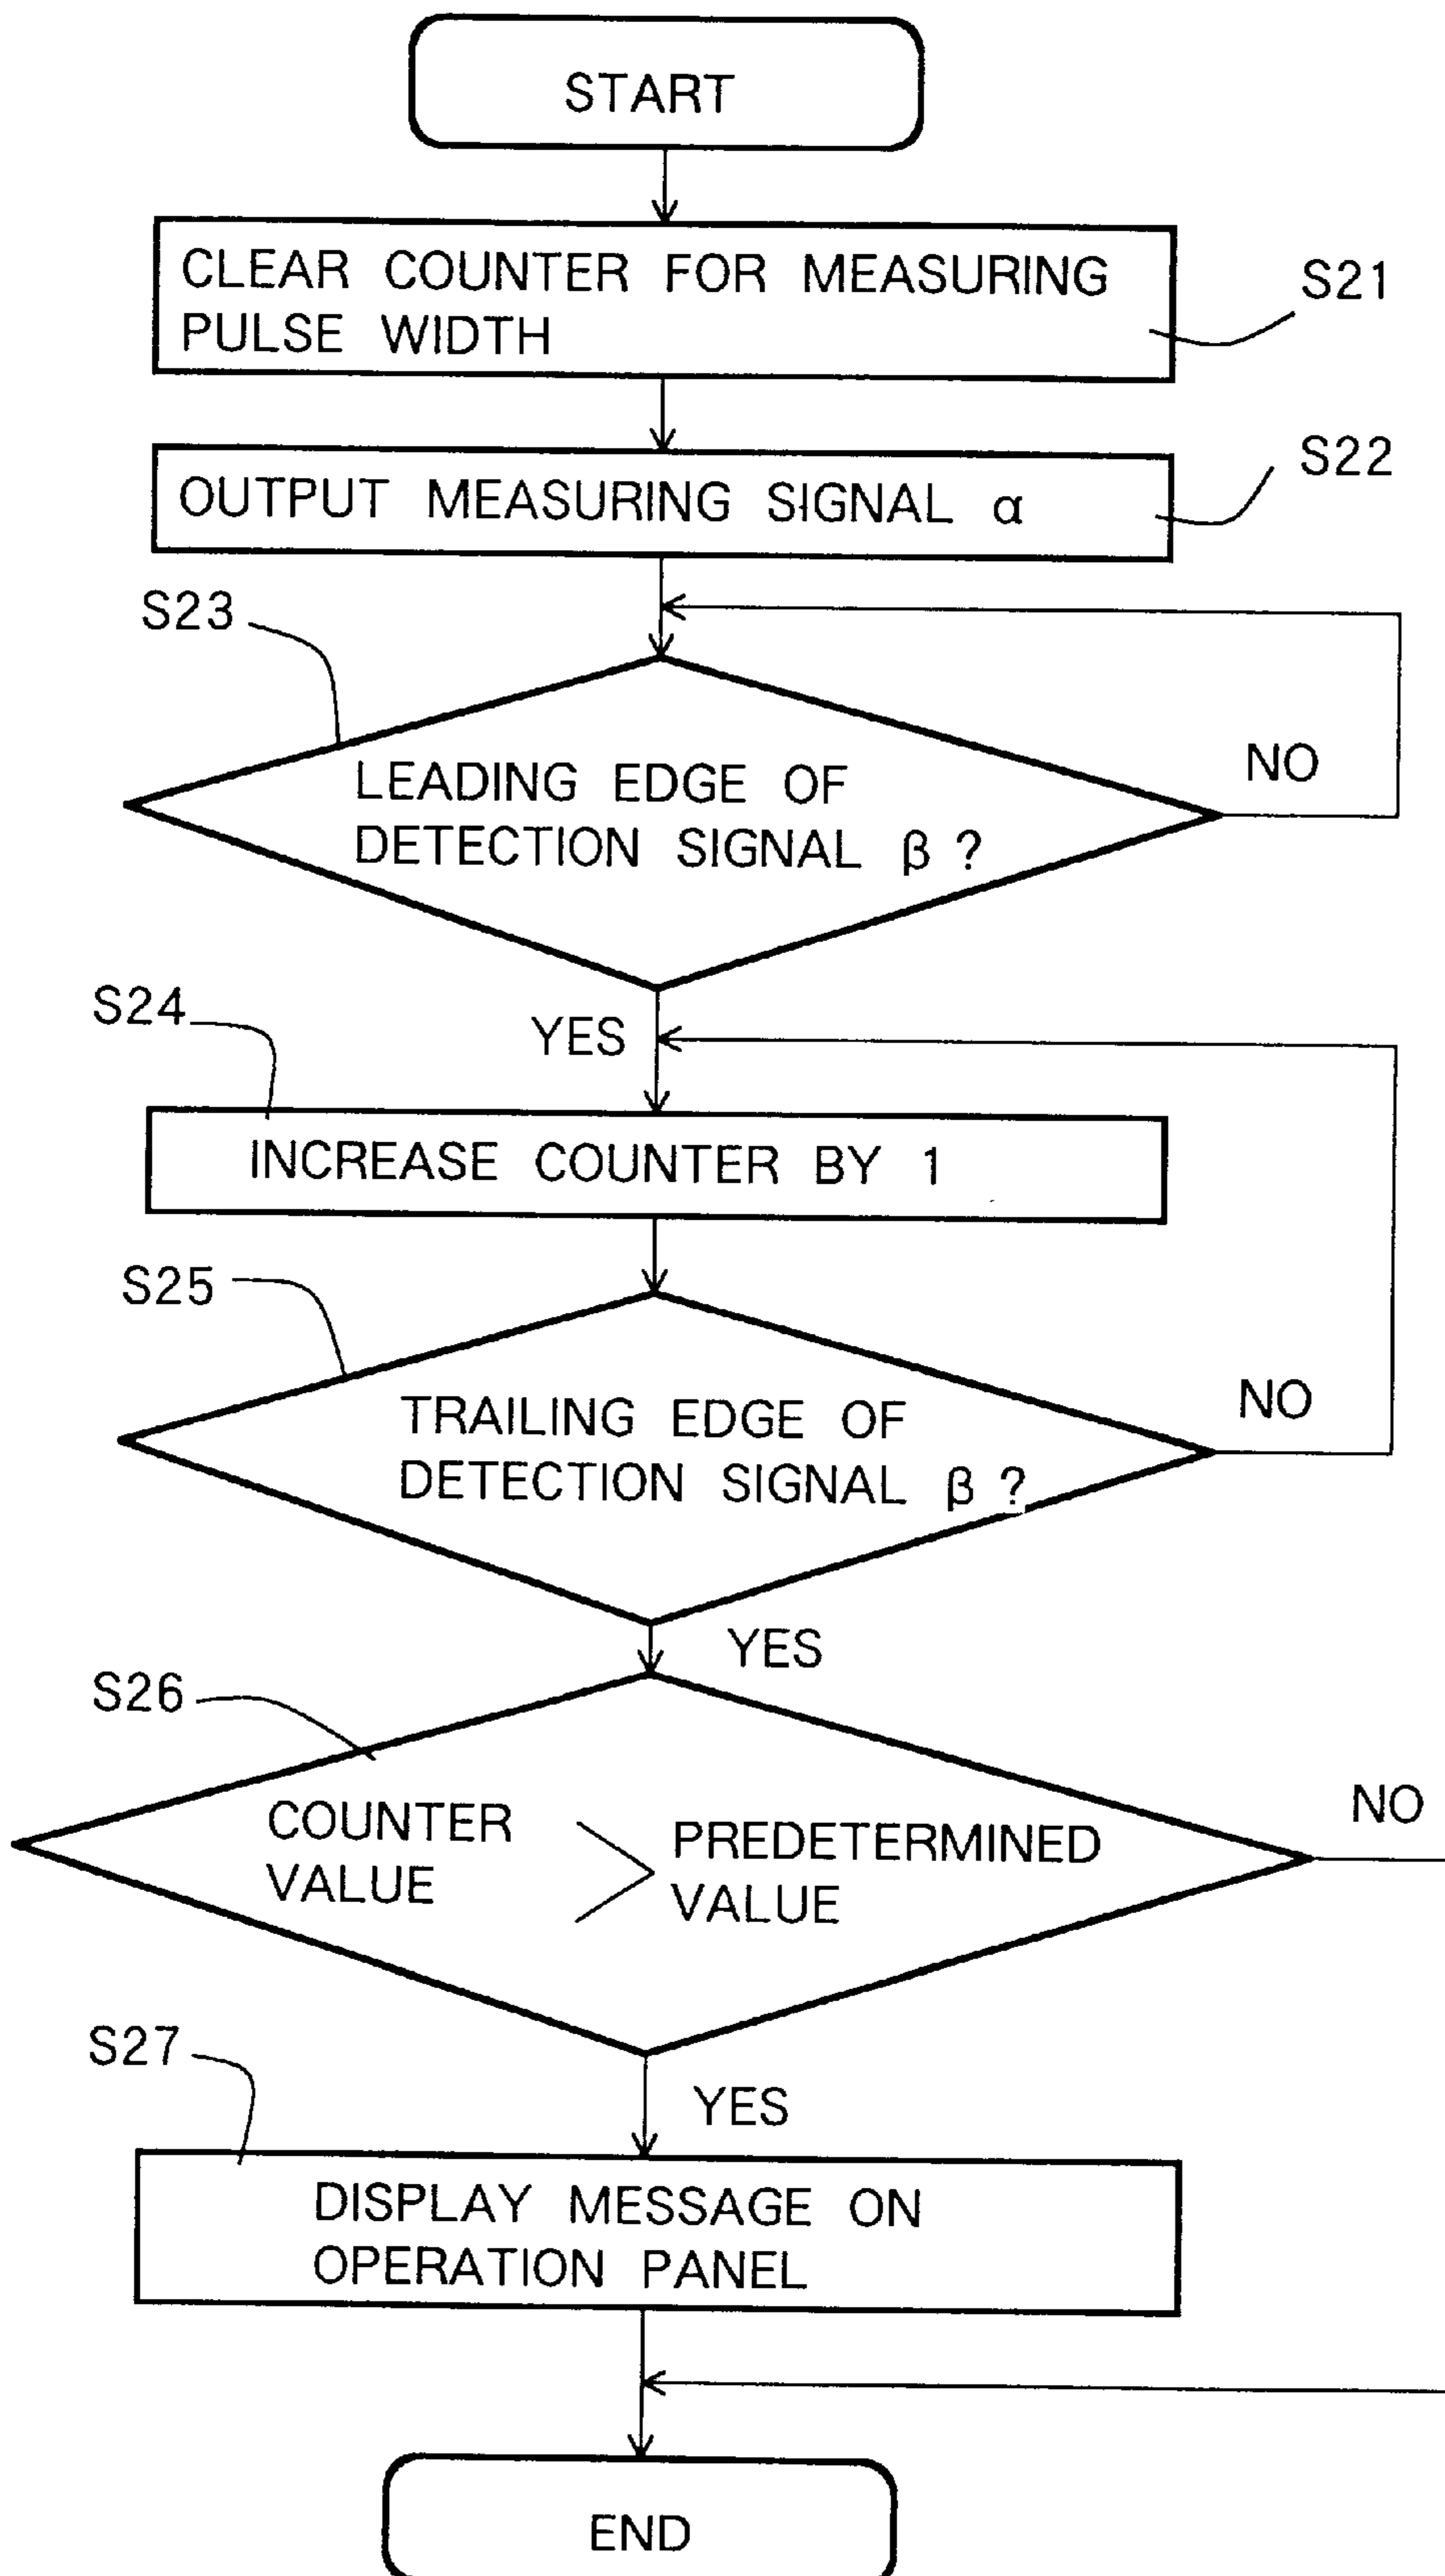 START
CLEAR COUNTER FOR MEASURING
PULSE WIDTH
S21
OUTPUT MEASURING SIGNAL α
S22
S23
LEADING EDGE OF
DETECTION SIGNAL β ?
NO
YES
S24
INCREASE COUNTER BY 1
S25
TRAILING EDGE OF
DETECTION SIGNAL β ?
NO
YES
S26
COUNTER
VALUE
>
PREDETERMINED
VALUE
NO
YES
S27
DISPLAY MESSAGE ON
OPERATION PANEL
END